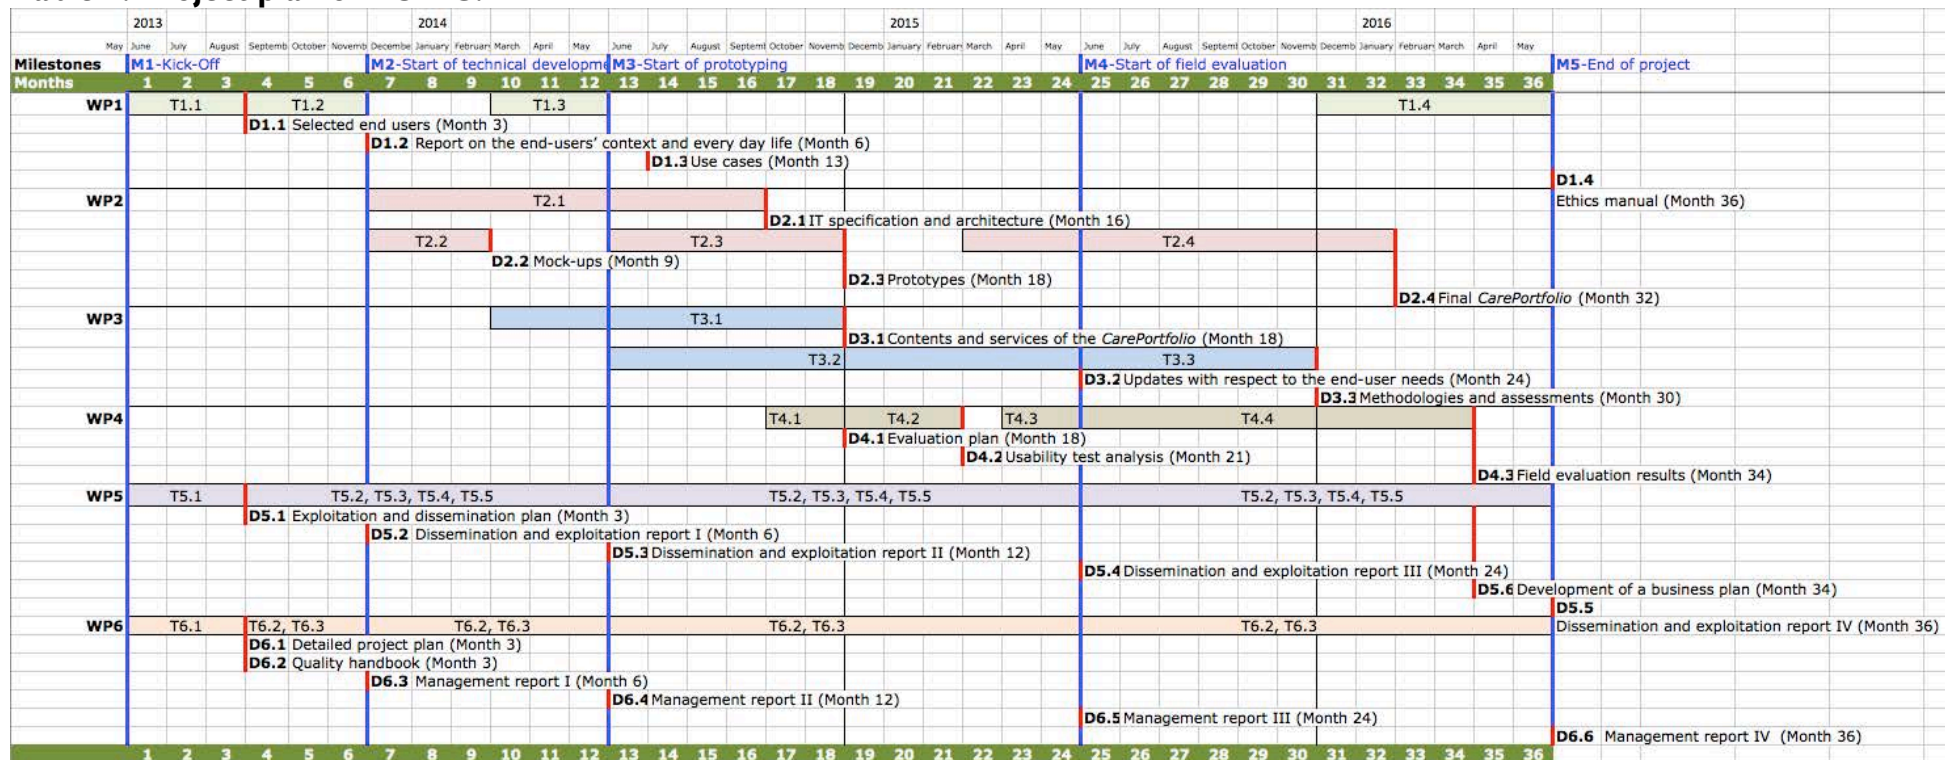 2013 2014 2015 2016
May June July August Septemb October Novemb Decembe January Februar March April May June July August Septeml October Novemb Decemb January Februar March April May June July August Septeml October Novemb Decemb January Februar March April May
Milestones M1-Kick-Off M2-Start of technical developme M3-Start of prototyping M4-Start of field evaluation M5-End of project
Months 1 2 3 4 5 6 7 8 9 10 11 12 13 14 15 16 17 18 19 20 21 22 23 24 25 26 27 28 29 30 31 32 33 34 35 36
WP1 T1.1 T1.2 T1.3 T1.4
D1.1 Selected end users (Month 3)
D1.2 Report on the end-users' context and every day life (Month 6)
D1.3 Use cases (Month 13)
D1.4
WP2 T2.1 Ethics manual (Month 36)
D2.1 IT specification and architecture (Month 16)
T2.2 T2.3 T2.4
D2.2 Mock-ups (Month 9)
D2.3 Prototypes (Month 18)
D2.4 Final CarePortfolio (Month 32)
WP3 T3.1
D3.1 Contents and services of the CarePortfolio (Month 18)
T3.2 T3.3
D3.2 Updates with respect to the end-user needs (Month 24)
D3.3 Methodologies and assessments (Month 30)
WP4 T4.1 T4.2 T4.3 T4.4
D4.1 Evaluation plan (Month 18)
D4.2 Usability test analysis (Month 21)
D4.3 Field evaluation results (Month 34)
WP5 T5.1 T5.2, T5.3, T5.4, T5.5 T5.2, T5.3, T5.4, T5.5 T5.2, T5.3, T5.4, T5.5
D5.1 Exploitation and dissemination plan (Month 3)
D5.2 Dissemination and exploitation report I (Month 6)
D5.3 Dissemination and exploitation report II (Month 12)
D5.4 Dissemination and exploitation report III (Month 24)
D5.6 Development of a business plan (Month 34)
D5.5
WP6 T6.1 T6.2, T6.3 T6.2, T6.3 T6.2, T6.3 T6.2, T6.3 Dissemination and exploitation report IV (Month 36)
D6.1 Detailed project plan (Month 3)
D6.2 Quality handbook (Month 3)
D6.3 Management report I (Month 6)
D6.4 Management report II (Month 12)
D6.5 Management report III (Month 24)
D6.6 Management report IV (Month 36)
1 2 3 4 5 6 7 8 9 10 11 12 13 14 15 16 17 18 19 20 21 22 23 24 25 26 27 28 29 30 31 32 33 34 35 36